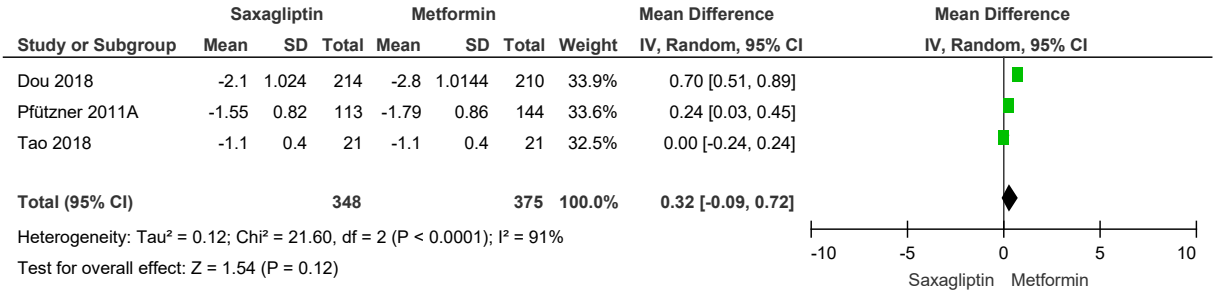 Saxagliptin Metformin Mean Difference Mean Difference
Study or Subgroup Mean SD Total Mean SD Total Weight IV, Random, 95% CI IV, Random, 95% CI
Dou 2018 -2.1 1.024 214 -2.8 1.0144 210 33.9% 0.70 [0.51, 0.89]
Pfützner 2011A -1.55 0.82 113 -1.79 0.86 144 33.6% 0.24 [0.03, 0.45]
Tao 2018 -1.1 0.4 21 -1.1 0.4 21 32.5% 0.00 [-0.24, 0.24]
Total (95% CI) 348 375 100.0% 0.32 [-0.09, 0.72]
Heterogeneity: Tau² = 0.12; Chi² = 21.60, df = 2 (P < 0.0001); I² = 91%
Test for overall effect: Z = 1.54 (P = 0.12)
-10 -5 0 5 10
Saxagliptin Metformin